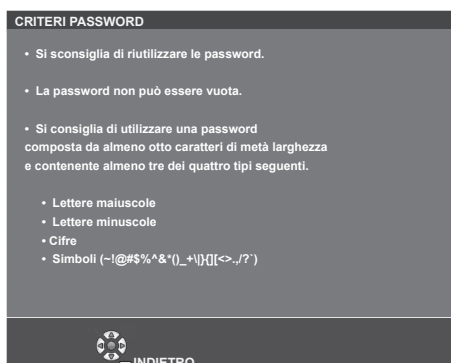 CRITERI PASSWORD
• Si sconsiglia di riutilizzare le password.
• La password non può essere vuota.
• Si consiglia di utilizzare una password
composta da almeno otto caratteri di metà larghezza
e contenente almeno tre dei quattro tipi seguenti.
• Lettere maiuscole
• Lettere minuscole
• Cifre
• Simboli (~!@#$%^&*()_+\|}{][<>.,/?`)
INDIETRO